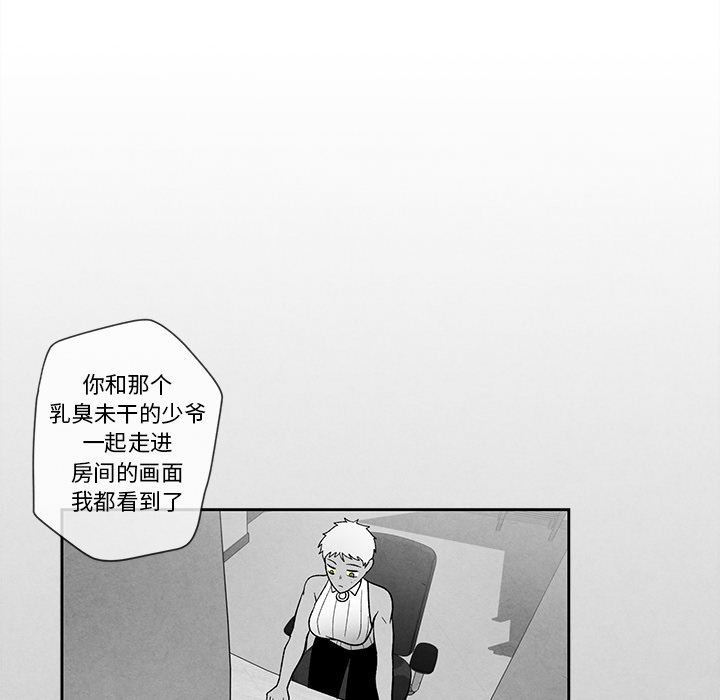 你和那个
乳臭未干的少爷
一起走进
房间的画面
我都看到了